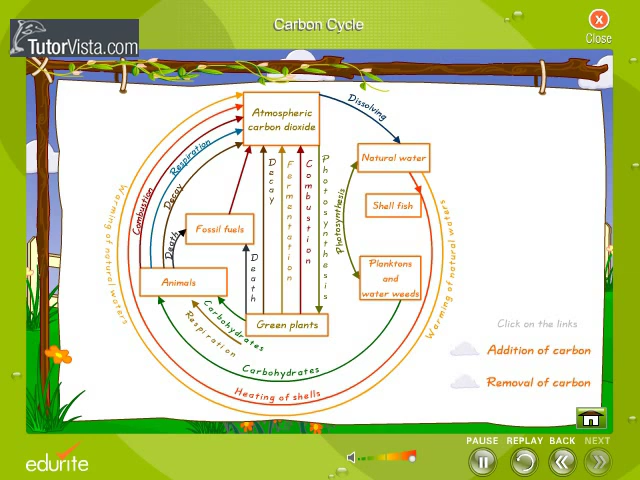 Carbon Cycle
Close
TutorVista.com
Atmospheric
carbon dioxide
Dissolving
Natural water
Shell fish
Planktons
and
water weeds
Photosynthesis
Warming of natural waters
Warming of natural waters
Combustion
Respiration
Decay
Death
Fossil fuels
Animals
Decay
Fermentation
Combustion
Photosynthesis
Death
Green plants
Carbohydrates
Respiration
Carbohydrates
Heating of shells
Click on the links
Addition of carbon
Removal of carbon
PAUSE REPLAY BACK NEXT
edurite